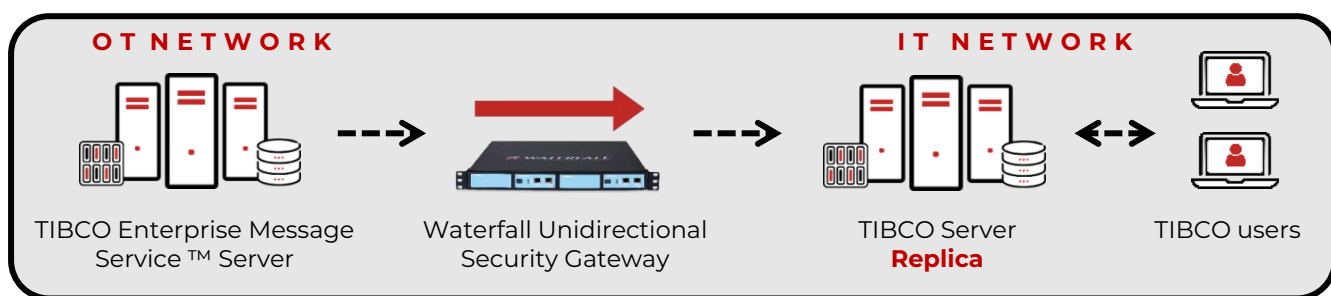 OT NETWORK
IT NETWORK
WATERFALL
TIBCO Enterprise Message
Service ™ Server
Waterfall Unidirectional
Security Gateway
TIBCO Server
Replica
TIBCO users